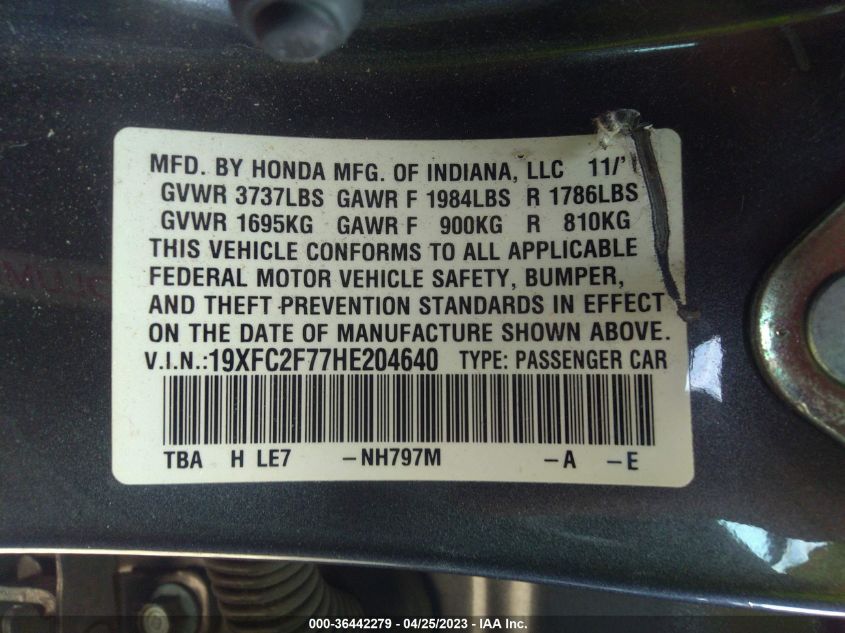 MFD. BY HONDA MFG. OF INDIANA, LLC 11/'
GVWR 3737LBS GAWR F 1984LBS R 1786LBS
GVWR 1695KG GAWR F 900KG R 810KG
THIS VEHICLE CONFORMS TO ALL APPLICABLE
FEDERAL MOTOR VEHICLE SAFETY, BUMPER,
AND THEFT PREVENTION STANDARDS IN EFFECT
ON THE DATE OF MANUFACTURE SHOWN ABOVE.
V.I.N.:19XFC2F77HE204640 TYPE: PASSENGER CAR
TBA H LE7 -NH797M -A -E
000-36442279 - 04/25/2023 - IAA Inc.